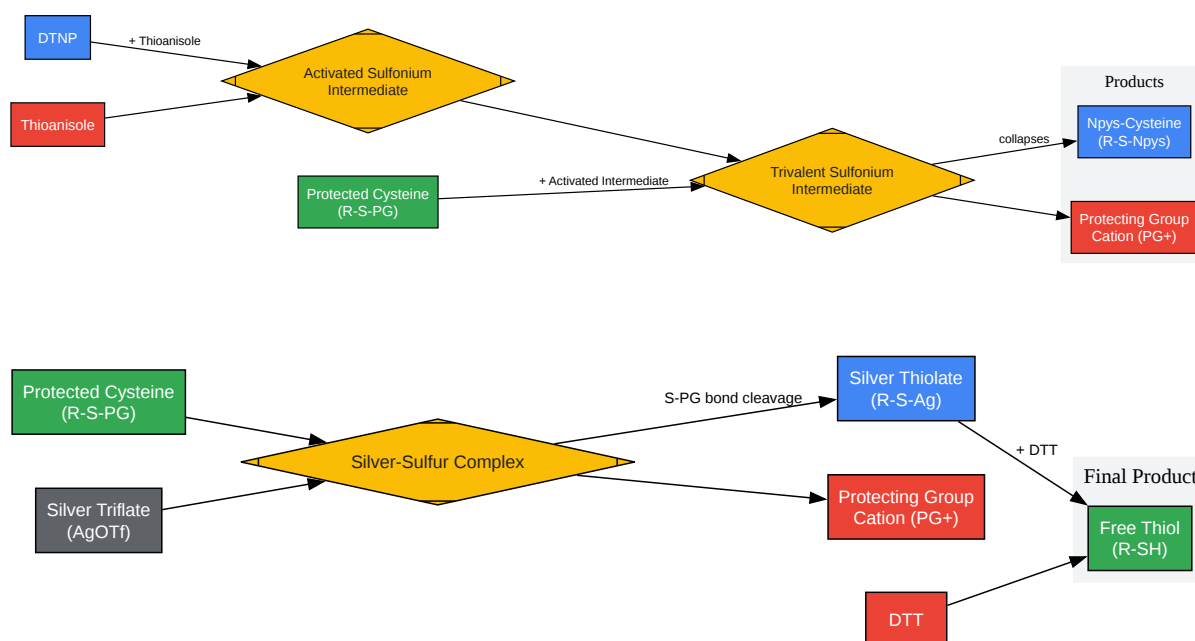 DTNP
+ Thioanisole
Thioanisole
Activated Sulfonium
Intermediate
Protected Cysteine
(R-S-PG)
+ Activated Intermediate
Trivalent Sulfonium
Intermediate
collapses
Products
Npys-Cysteine
(R-S-Npys)
Protecting Group
Cation (PG+)
Protected Cysteine
(R-S-PG)
Silver Triflate
(AgOTf)
Silver-Sulfur Complex
S-PG bond cleavage
Silver Thiolate
(R-S-Ag)
Protecting Group
Cation (PG+)
+ DTT
DTT
Final Product
Free Thiol
(R-SH)